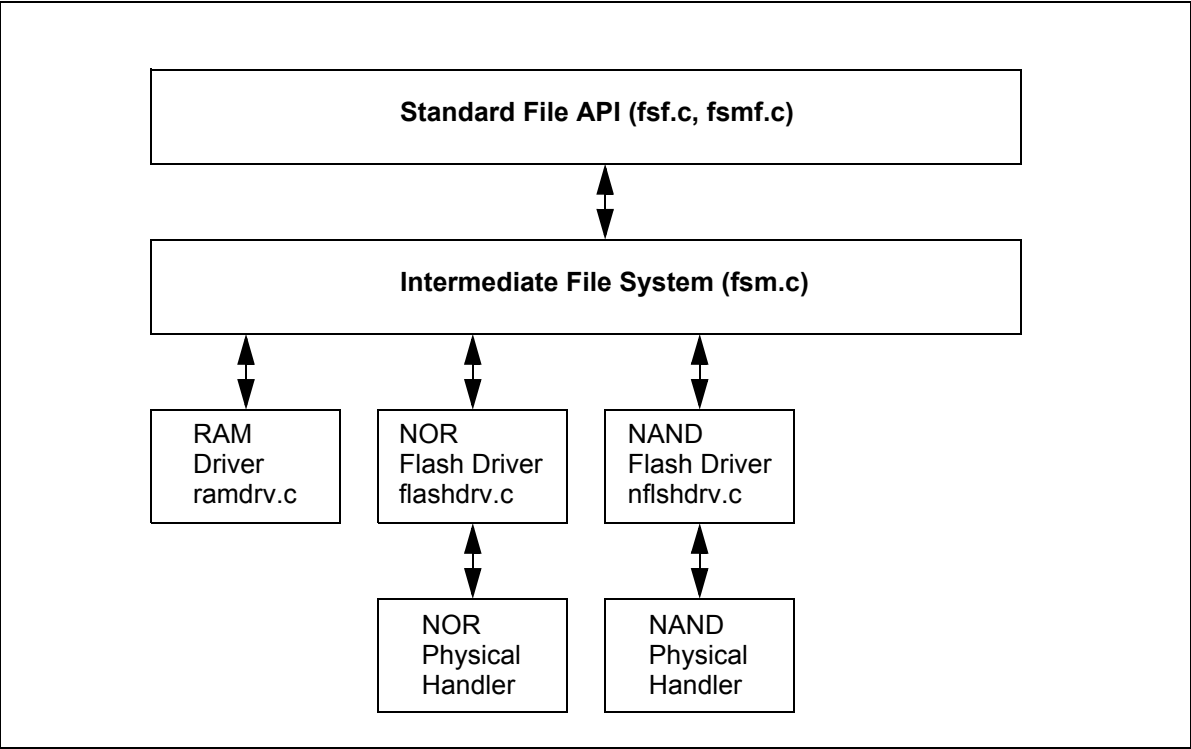 Standard File API (fsf.c, fsmf.c)
Intermediate File System (fsm.c)
RAM
Driver
ramdrv.c
NOR
Flash Driver
flashdrv.c
NAND
Flash Driver
nflshdrv.c
NOR
Physical
Handler
NAND
Physical
Handler